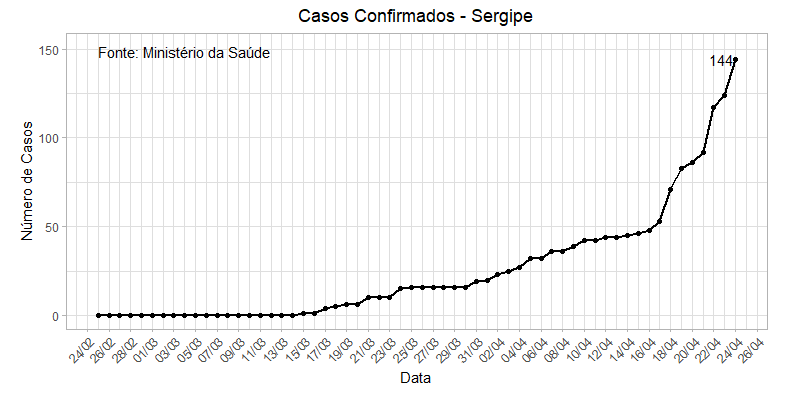 Casos Confirmados - Sergipe
Fonte: Ministério da Saúde
144
150
100
50
0
Número de Casos
24/02 26/02 28/02 01/03 03/03 05/03 07/03 09/03 11/03 13/03 15/03 17/03 19/03 21/03 23/03 25/03 27/03 29/03 31/03 02/04 04/04 06/04 08/04 10/04 12/04 14/04 16/04 18/04 20/04 22/04 24/04 26/04
Data